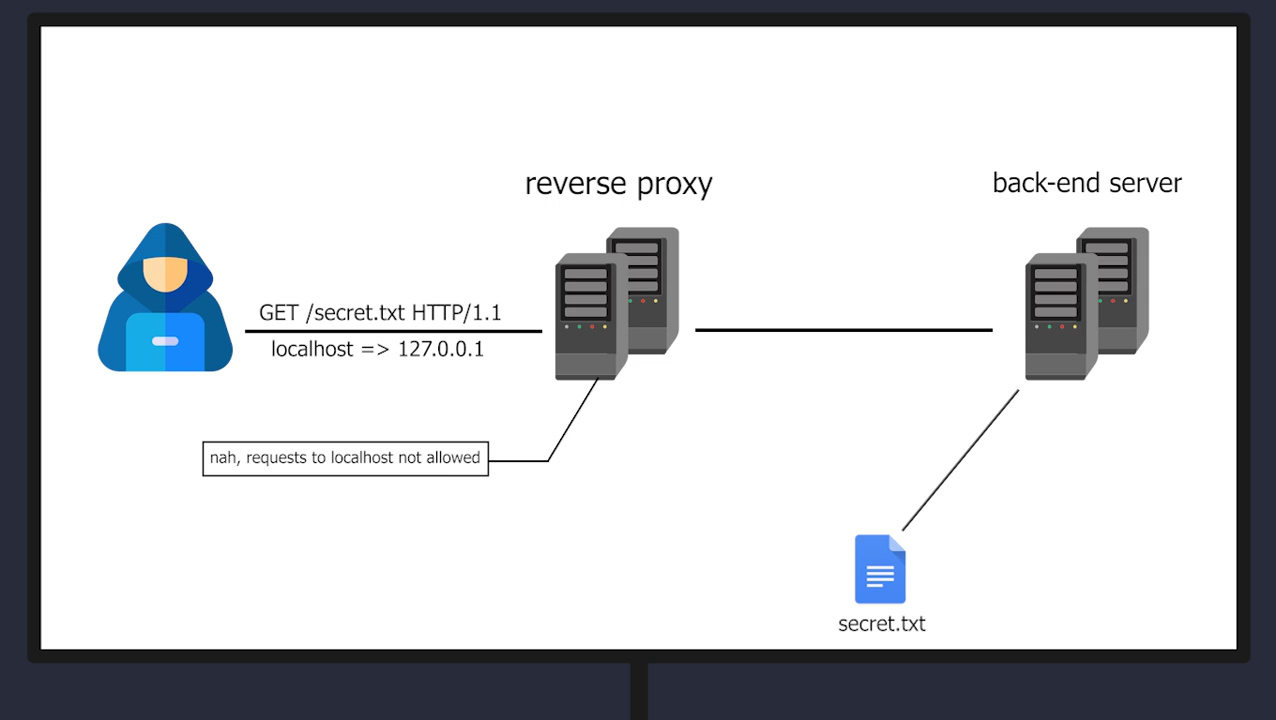 reverse proxy
back-end server
GET /secret.txt HTTP/1.1
localhost => 127.0.0.1
nah, requests to localhost not allowed
secret.txt